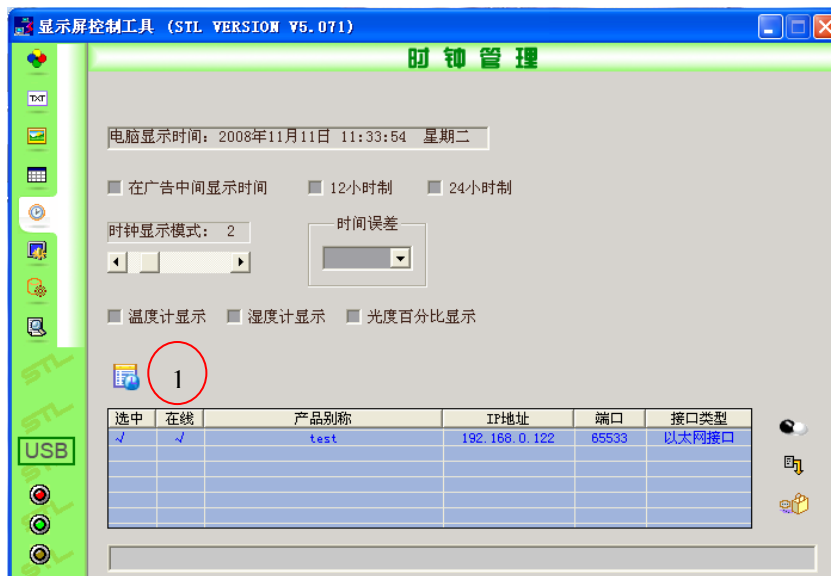 显示屏控制工具 (STL VERSION V5.071)
时钟管理
TXT
电脑显示时间: 2008年11月11日 11:33:54 星期二
在广告中间显示时间 12小时制 24小时制
时钟显示模式: 2 时间误差
温度计显示 湿度计显示 光度百分比显示
1
STL
选中 在线 产品别称 IP地址 端口 接口类型
√ √ test 192.168.0.122 65533 以太网接口
STL
USB
STL
STL